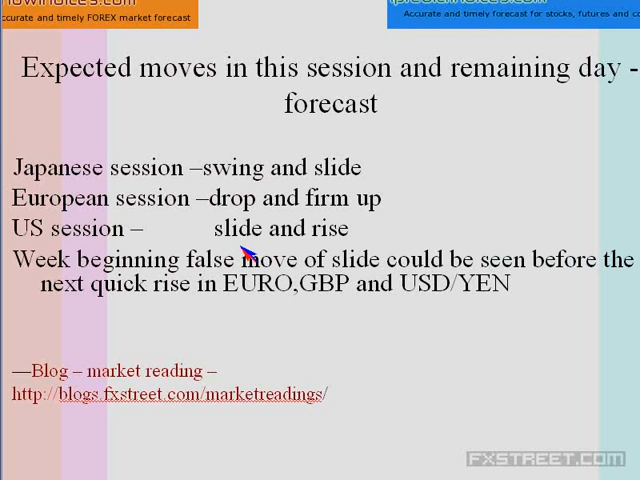 ccurate and timely FOREX market forecast
Accurate and timely forecast for stocks, futures and co
Expected moves in this session and remaining day -
forecast
Japanese session –swing and slide
European session –drop and firm up
US session – slide and rise
Week beginning false move of slide could be seen before the
next quick rise in EURO,GBP and USD/YEN
—Blog – market reading –
http://blogs.fxstreet.com/marketreadings/
FXSTREET.COM